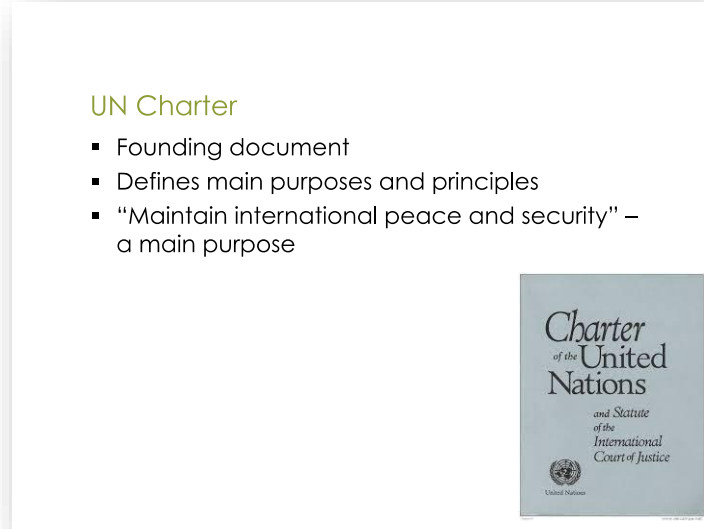 UN Charter
▪ Founding document
▪ Defines main purposes and principles
▪ “Maintain international peace and security” –
a main purpose
Charter
of the United
Nations
and Statute
of the
International
Court of Justice
United Nations